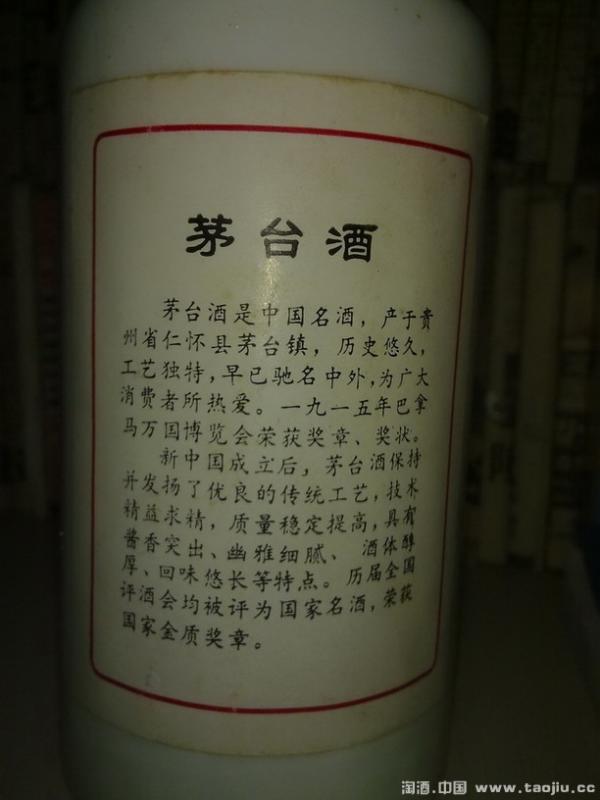 茅台酒
茅台酒是中国名酒，产于贵
州省仁怀县茅台镇，历史悠久，
工艺独特，早已驰名中外，为广大
消费者所热爱。一九一五年巴拿
马万国博览会荣获奖章、奖状。
新中国成立后，茅台酒保持
并发扬了优良的传统工艺，技术
精益求精，质量稳定提高，具有
酱香突出、幽雅细腻、酒体醇
厚、回味悠长等特点。历届全国
评酒会均被评为国家名酒，荣获
国家金质奖章。
淘酒.中国 www.taojiu.cc